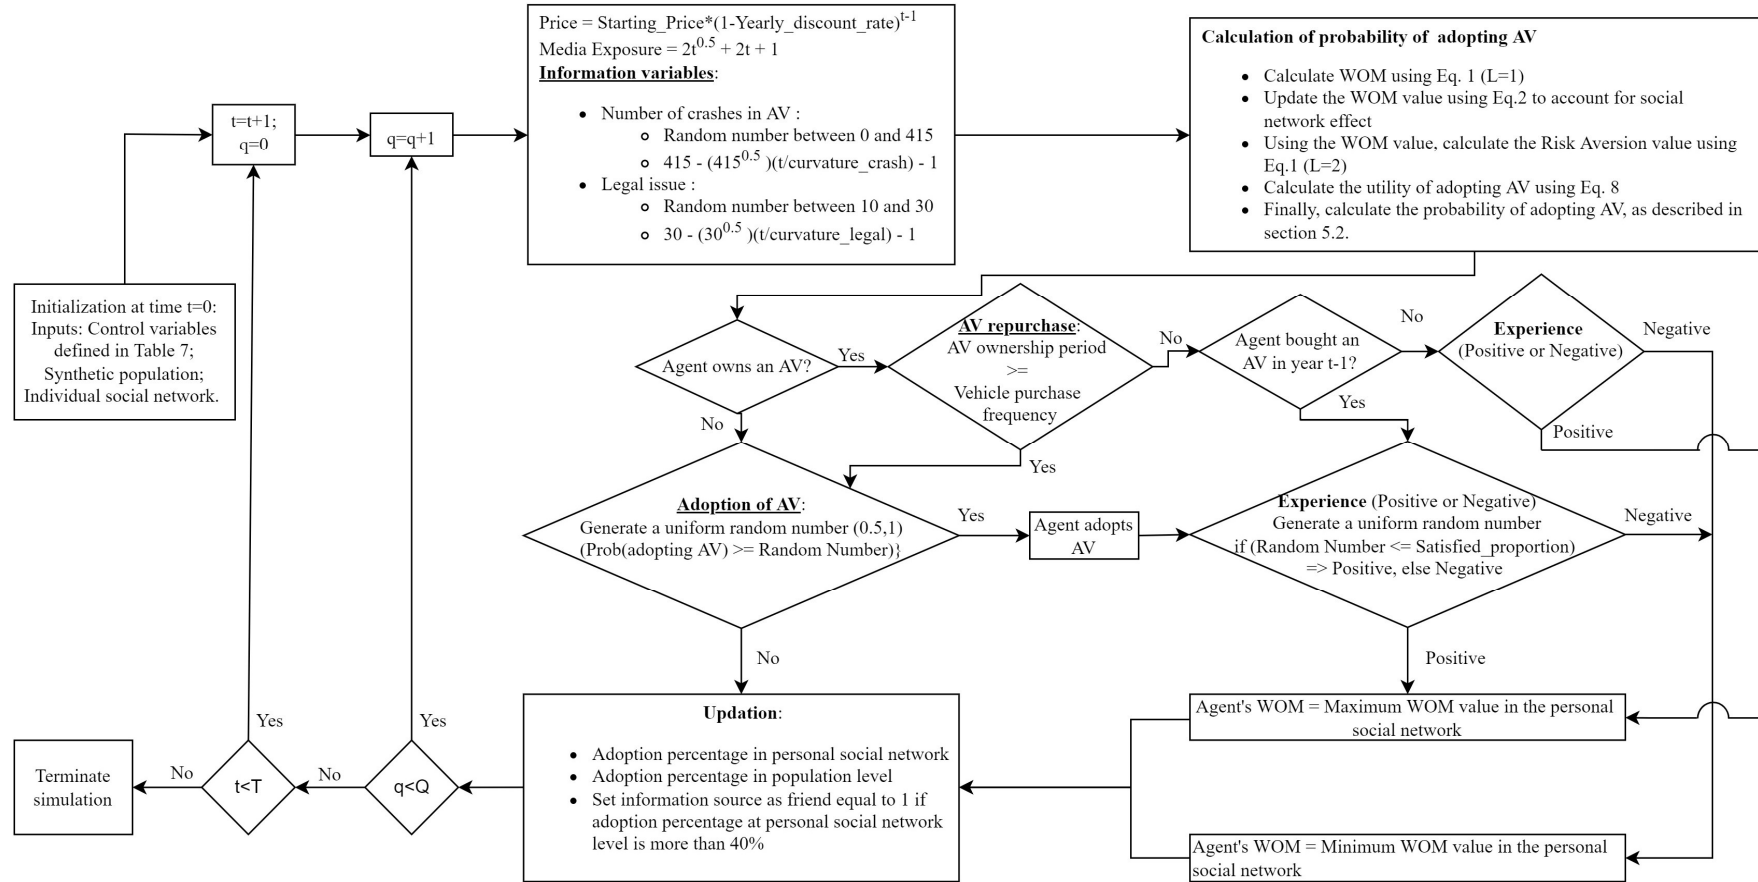 Price = Starting_Price*(1-Yearly_discount_rate)^t-1
Media Exposure = 2t^0.5 + 2t + 1
Information variables:
• Number of crashes in AV :
o Random number between 0 and 415
o 415 - (415^0.5 )(t/curvature_crash) - 1
• Legal issue :
o Random number between 10 and 30
o 30 - (30^0.5 )(t/curvature_legal) - 1
Calculation of probability of adopting AV
• Calculate WOM using Eq. 1 (L=1)
• Update the WOM value using Eq.2 to account for social
network effect
• Using the WOM value, calculate the Risk Aversion value using
Eq.1 (L=2)
• Calculate the utility of adopting AV using Eq. 8
• Finally, calculate the probability of adopting AV, as described in
section 5.2.
t=t+1;
q=0
q=q+1
Initialization at time t=0:
Inputs: Control variables
defined in Table 7;
Synthetic population;
Individual social network.
Agent owns an AV?
Yes
No
AV repurchase:
AV ownership period
>=
Vehicle purchase
frequency
No
Yes
Agent bought an
AV in year t-1?
No
Yes
Experience
(Positive or Negative)
Negative
Positive
Adoption of AV:
Generate a uniform random number (0.5,1)
(Prob(adopting AV) >= Random Number)}
Yes
No
Agent adopts
AV
Experience (Positive or Negative)
Generate a uniform random number
if (Random Number <= Satisfied_proportion)
=> Positive, else Negative
Negative
Positive
Agent's WOM = Maximum WOM value in the personal
social network
Agent's WOM = Minimum WOM value in the personal
social network
Updation:
• Adoption percentage in personal social network
• Adoption percentage in population level
• Set information source as friend equal to 1 if
adoption percentage at personal social network
level is more than 40%
q<Q
Yes
No
t<T
Yes
No
Terminate
simulation